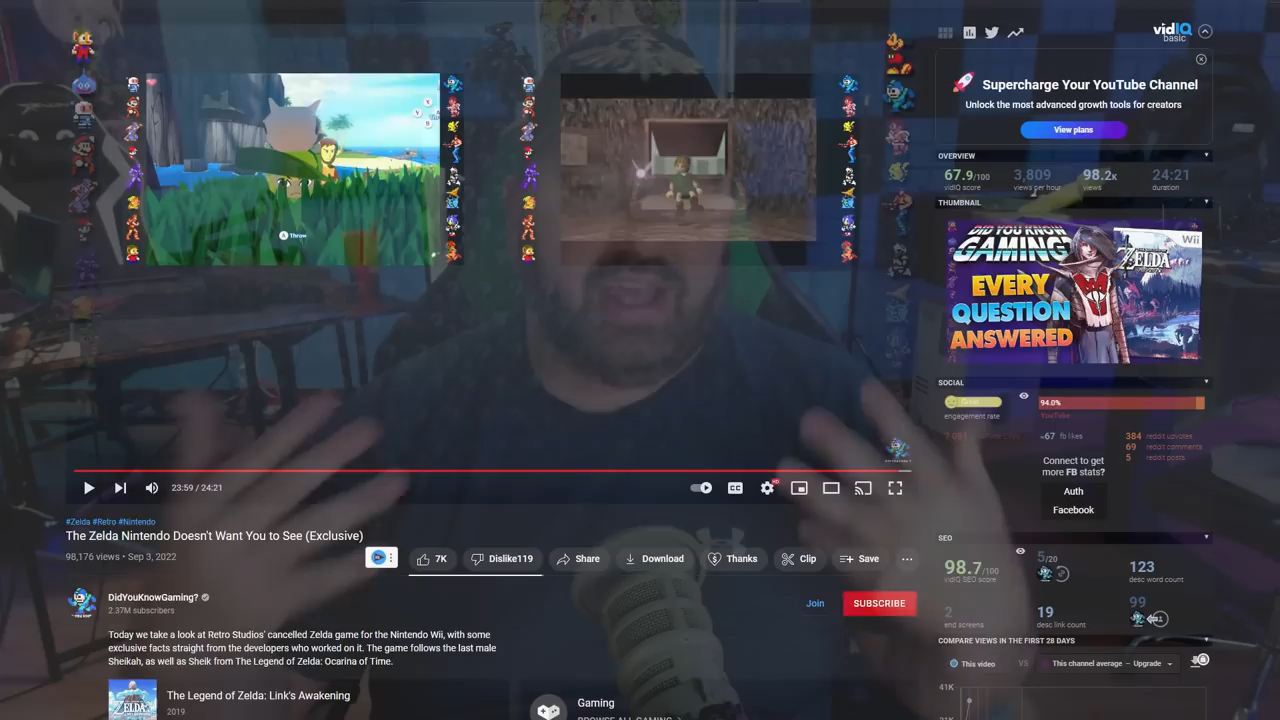 Throw
23:59 / 24:21
CC
HD
#Zelda #Retro #Nintendo
The Zelda Nintendo Doesn't Want You to See (Exclusive)
98,176 views • Sep 3, 2022
7K
Dislike119
Share
Download
Thanks
Clip
Save
DidYouKnowGaming?
2.37M subscribers
Join
SUBSCRIBE
Today we take a look at Retro Studios' cancelled Zelda game for the Nintendo Wii, with some
exclusive facts straight from the developers who worked on it. The game follows the last male
Sheikah, as well as Sheik from The Legend of Zelda: Ocarina of Time.
ZELDA
The Legend of Zelda: Link's Awakening
2019
Gaming
BROWSE ALL GAMING
vidIQ
basic
Supercharge Your YouTube Channel
Unlock the most advanced growth tools for creators
View plans
OVERVIEW
67.9/100
vidIQ score
3,809
views per hour
98.2K
views
24:21
duration
THUMBNAIL
DID YOU KNOW
GAMING
EVERY
QUESTION
ANSWERED
Wii
ZELDA
SOCIAL
Great
engagement rate
94.0%
YouTube
67 fb likes
384 reddit upvotes
69 reddit comments
5 reddit posts
Connect to get
more FB stats?
Auth
Facebook
SEO
98.7/100
vidIQ SEO score
5/20
123
desc word count
2
end screens
19
desc link count
99
COMPARE VIEWS IN THE FIRST 28 DAYS
This video
VS
This channel average – Upgrade
41K